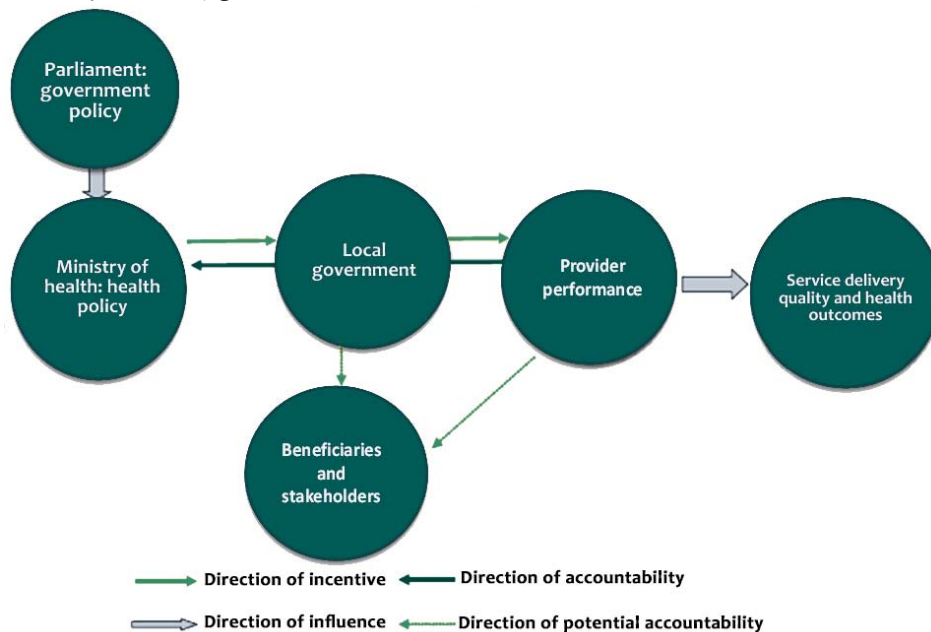 Parliament:
government
policy
Ministry of
health: health
policy
Local
government
Provider
performance
Service delivery
quality and health
outcomes
Beneficiaries
and
stakeholders
Direction of incentive
Direction of accountability
Direction of influence
Direction of potential accountability